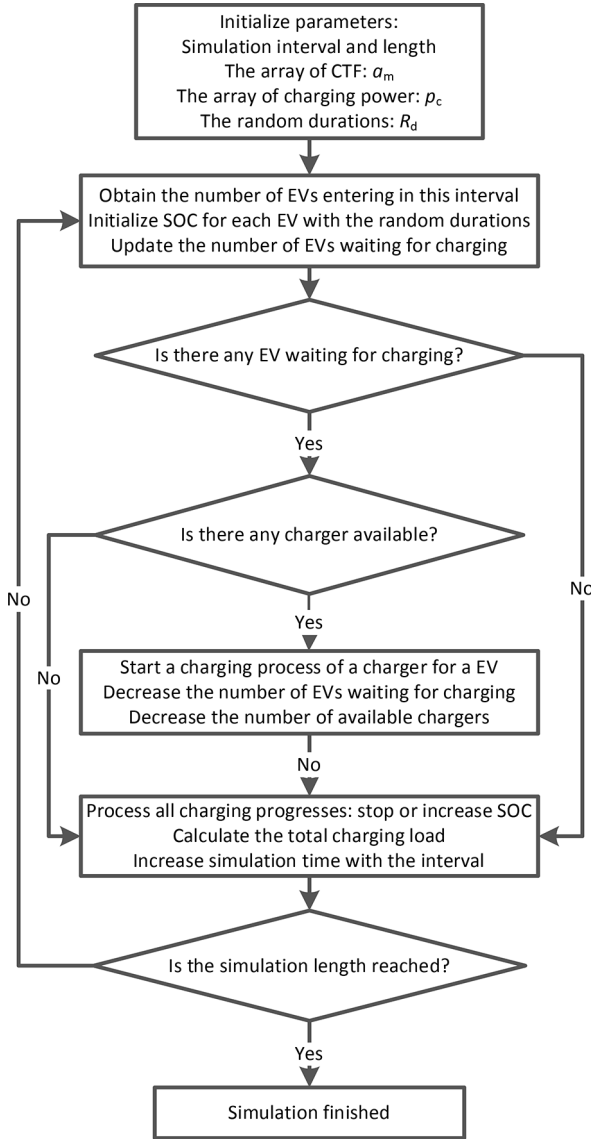 Initialize parameters:
Simulation interval and length
The array of CTF: aₘ
The array of charging power: p_c
The random durations: R_d
Obtain the number of EVs entering in this interval
Initialize SOC for each EV with the random durations
Update the number of EVs waiting for charging
Is there any EV waiting for charging?
Yes
Is there any charger available?
No
No
Yes
No
Start a charging process of a charger for a EV
Decrease the number of EVs waiting for charging
Decrease the number of available chargers
No
Process all charging progresses: stop or increase SOC
Calculate the total charging load
Increase simulation time with the interval
Is the simulation length reached?
Yes
Simulation finished